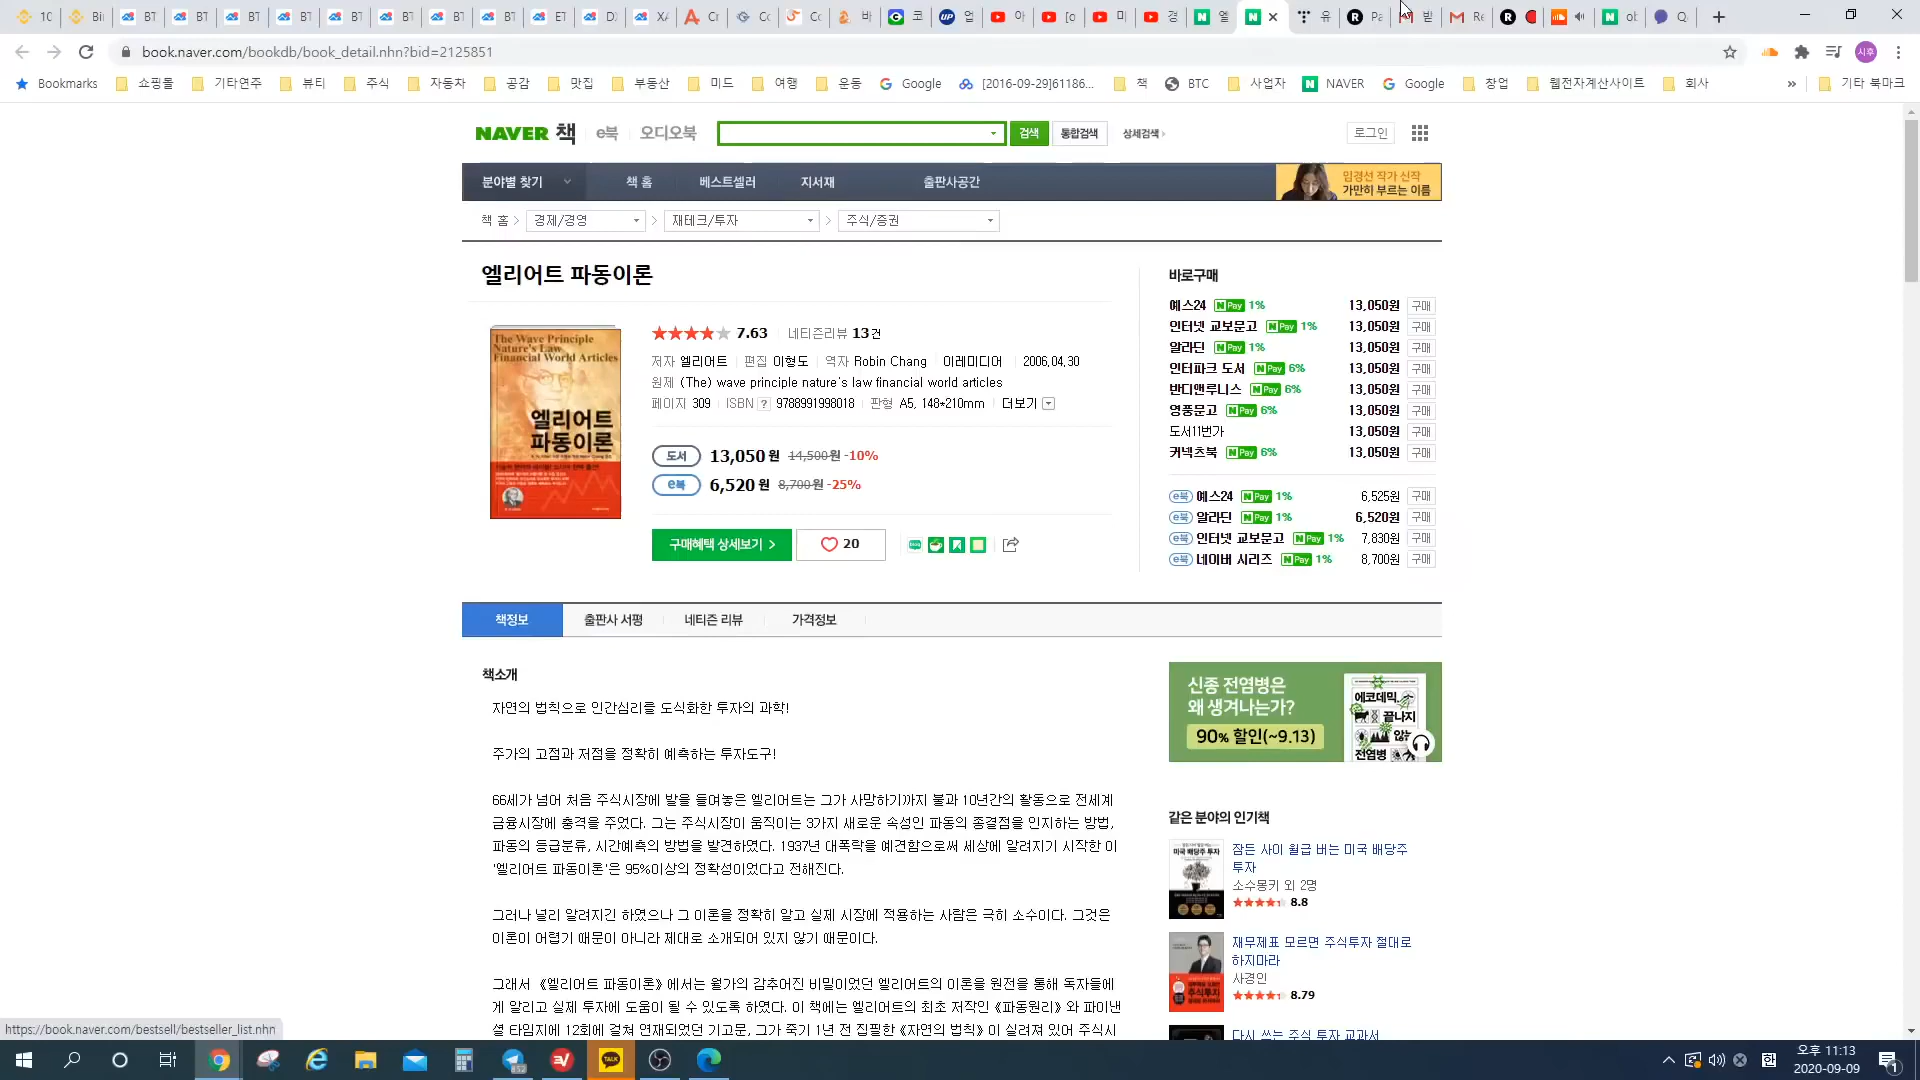 book.naver.com/bookdb/book_detail.nhn?bid=2125851
시후
Bookmarks 쇼핑몰 기타연주 뷰티 주식 자동차 공감 맛집 부동산 미드 여행 운동 Google [2016-09-29]61186... 책 BTC 사업자 NAVER Google 창업 웹전자계산사이트 회사 » 기타 북마크
NAVER 책 e북 오디오북 검색 통합검색 상세검색 로그인
분야별 찾기 책 홈 베스트셀러 지서재 출판사공간
임경선 작가 신작
가만히 부르는 이름
책 홈 경제/경영 재테크/투자 주식/증권
엘리어트 파동이론
The Wave Principle
Nature's Law
Financial World Articles
엘리어트
파동이론
7.63 네티즌리뷰 13건
저자 엘리어트 편집 이형도 역자 Robin Chang 이레미디어 2006.04.30
원제 (The) wave principle nature's law financial world articles
페이지 309 ISBN ? 9788991998018 판형 A5, 148*210mm 더보기
도서 13,050원 14,500원 -10%
e북 6,520원 8,700원 -25%
구매혜택 상세보기 > 20
바로구매
예스24 N Pay 1% 13,050원 구매
인터넷 교보문고 N Pay 1% 13,050원 구매
알라딘 N Pay 1% 13,050원 구매
인터파크 도서 N Pay 6% 13,050원 구매
반디앤루니스 N Pay 6% 13,050원 구매
영풍문고 N Pay 6% 13,050원 구매
도서11번가 13,050원 구매
커넥츠북 N Pay 6% 13,050원 구매
e북 예스24 N Pay 1% 6,525원 구매
e북 알라딘 N Pay 1% 6,520원 구매
e북 인터넷 교보문고 N Pay 1% 7,830원 구매
e북 네이버 시리즈 N Pay 1% 8,700원 구매
책정보 출판사 서평 네티즌 리뷰 가격정보
책소개
자연의 법칙으로 인간심리를 도식화한 투자의 과학!
주가의 고점과 저점을 정확히 예측하는 투자도구!
66세가 넘어 처음 주식시장에 발을 들여놓은 엘리어트는 그가 사망하기까지 불과 10년간의 활동으로 전세계
금융시장에 충격을 주었다. 그는 주식시장이 움직이는 3가지 새로운 속성인 파동의 종결점을 인지하는 방법,
파동의 등급분류, 시간예측의 방법을 발견하였다. 1937년 대폭락을 예견함으로써 세상에 알려지기 시작한 이
'엘리어트 파동이론'은 95%이상의 정확성이었다고 전해진다.
그러나 널리 알려지긴 하였으나 그 이론을 정확히 알고 실제 시장에 적용하는 사람은 극히 소수이다. 그것은
이론이 어렵기 때문이 아니라 제대로 소개되어 있지 않기 때문이다.
그래서 《엘리어트 파동이론》에서는 월가의 감추어진 비밀이었던 엘리어트의 이론을 원전을 통해 독자들에
게 알리고 실제 투자에 도움이 될 수 있도록 하였다. 이 책에는 엘리어트의 최초 저작인 《파동원리》와 파이낸
셜 타임지에 12회에 걸쳐 연재되었던 기고문, 그가 죽기 1년 전 집필한 《자연의 법칙》이 실려져 있어 주식시
신종 전염병은
왜 생겨나는가?
90% 할인(~9.13)
에코데믹,
끝나지
않는
전염병
같은 분야의 인기책
미국 배당주 투자
잠든 사이 월급 버는 미국 배당주
투자
소수몽키 외 2명
8.8
재무제표 모르면 주식투자 절대로
하지마라
사경인
8.79
다시 쓰는 주식 투자 교과서
https://book.naver.com/bestsell/bestseller_list.nhn
TALK
한
오후 11:13
2020-09-09
1